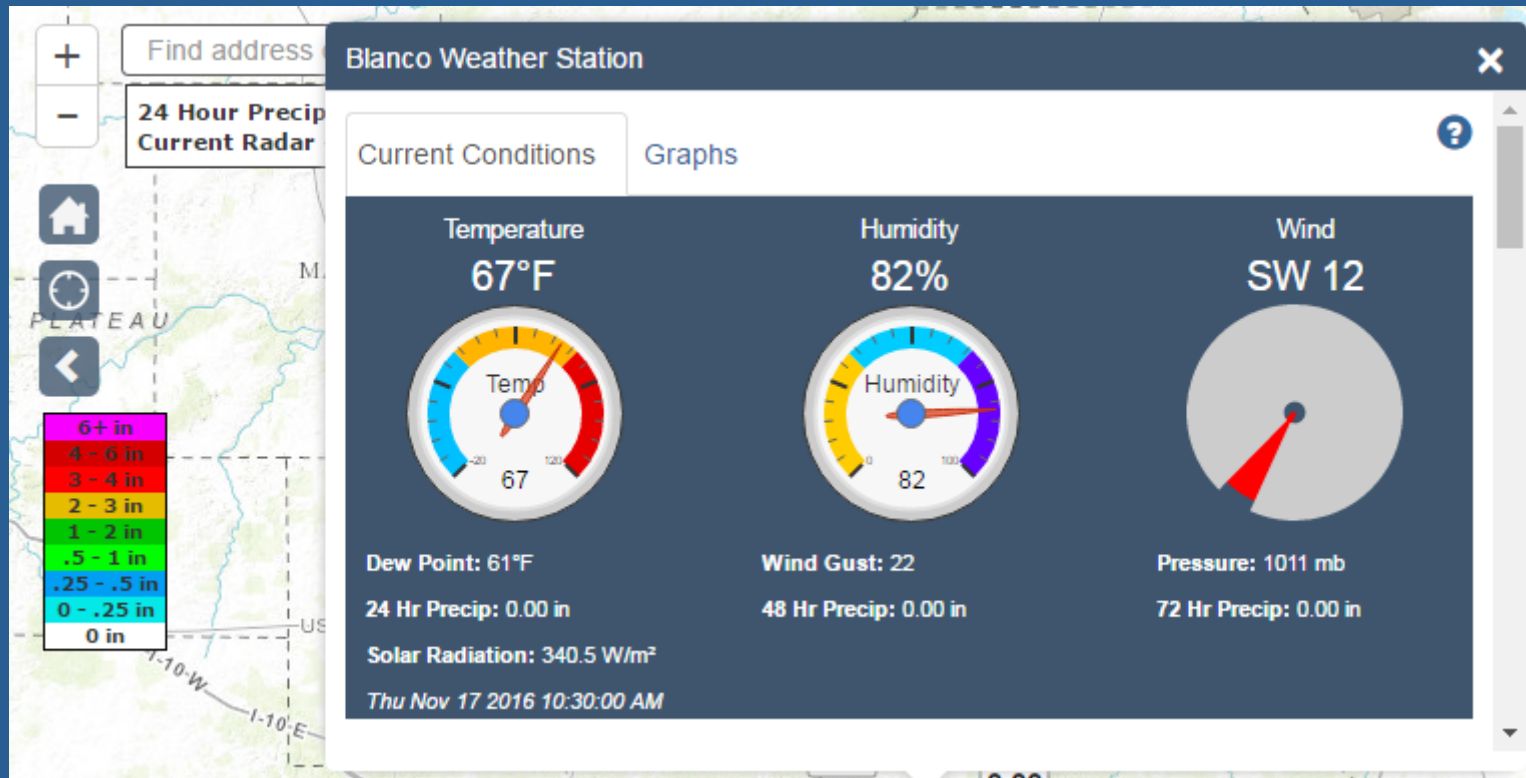 +
Find address
−
24 Hour Precip
Current Radar
PLATEAU
6+ in
4 - 6 in
3 - 4 in
2 - 3 in
1 - 2 in
.5 - 1 in
.25 - .5 in
0 - .25 in
0 in
US
I-10-W
I-10-E
Blanco Weather Station
×
?
Current Conditions Graphs
Temperature Humidity Wind
67°F 82% SW 12
Temp Humidity
-20 120 0 100
67 82
Dew Point: 61°F Wind Gust: 22 Pressure: 1011 mb
24 Hr Precip: 0.00 in 48 Hr Precip: 0.00 in 72 Hr Precip: 0.00 in
Solar Radiation: 340.5 W/m²
Thu Nov 17 2016 10:30:00 AM